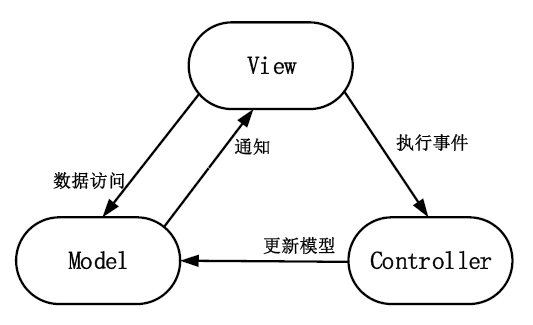 View
执行事件
通知
数据访问
更新模型
Model
Controller